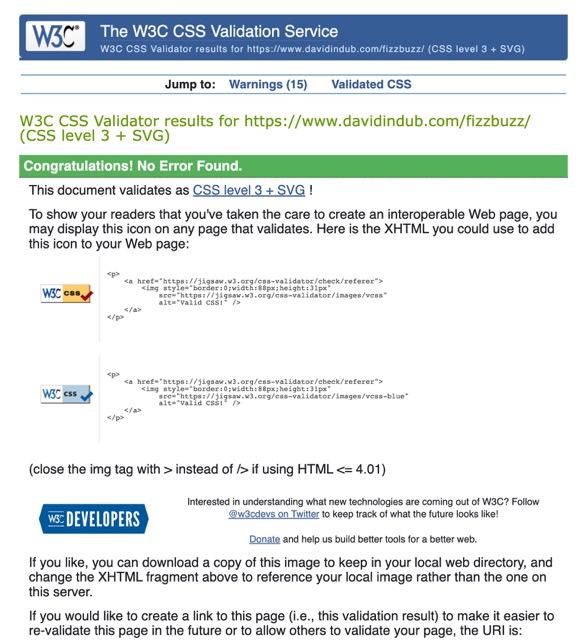 W3C®
The W3C CSS Validation Service
W3C CSS Validator results for https://www.davidindub.com/fizzbuzz/ (CSS level 3 + SVG)
Jump to: Warnings (15) Validated CSS
W3C CSS Validator results for https://www.davidindub.com/fizzbuzz/
(CSS level 3 + SVG)
Congratulations! No Error Found.
This document validates as CSS level 3 + SVG !
To show your readers that you've taken the care to create an interoperable Web page, you
may display this icon on any page that validates. Here is the XHTML you could use to add
this icon to your Web page:
W3C css
<p>
<a href="https://jigsaw.w3.org/css-validator/check/referer">
<img style="border:0;width:88px;height:31px"
src="https://jigsaw.w3.org/css-validator/images/vcss"
alt="Valid CSS!" />
</a>
</p>
W3C css
<p>
<a href="https://jigsaw.w3.org/css-validator/check/referer">
<img style="border:0;width:88px;height:31px"
src="https://jigsaw.w3.org/css-validator/images/vcss-blue"
alt="Valid CSS!" />
</a>
</p>
(close the img tag with > instead of /> if using HTML <= 4.01)
W3C DEVELOPERS
Interested in understanding what new technologies are coming out of W3C? Follow
@w3cdevs on Twitter to keep track of what the future looks like!
Donate and help us build better tools for a better web.
If you like, you can download a copy of this image to keep in your local web directory, and
change the XHTML fragment above to reference your local image rather than the one on
this server.
If you would like to create a link to this page (i.e., this validation result) to make it easier to
re-validate this page in the future or to allow others to validate your page, the URI is: